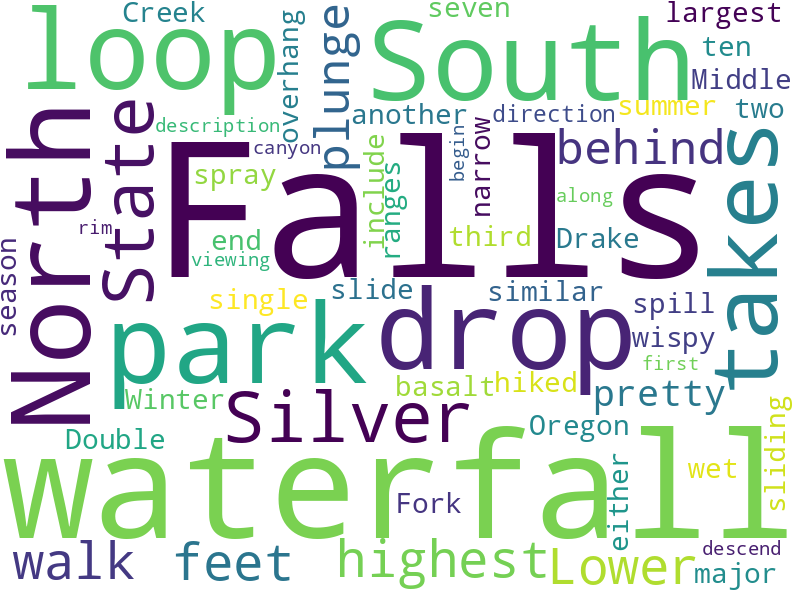 Creek
seven
largest
loop
South
overhang
plunge
ten
Middle
North
State
description
another
direction
summer
two
canyon
Falls
begin
narrow
behind
takes
spray
include
ranges
along
rim
end
third
Drake
viewing
season
single
slide
similar
spill
park
drop
wispy
first
Winter
Silver
basalt
hiked
pretty
Double
Oregon
sliding
waterfall
either
wet
Fork
walk
feet
highest
Lower
descend
major